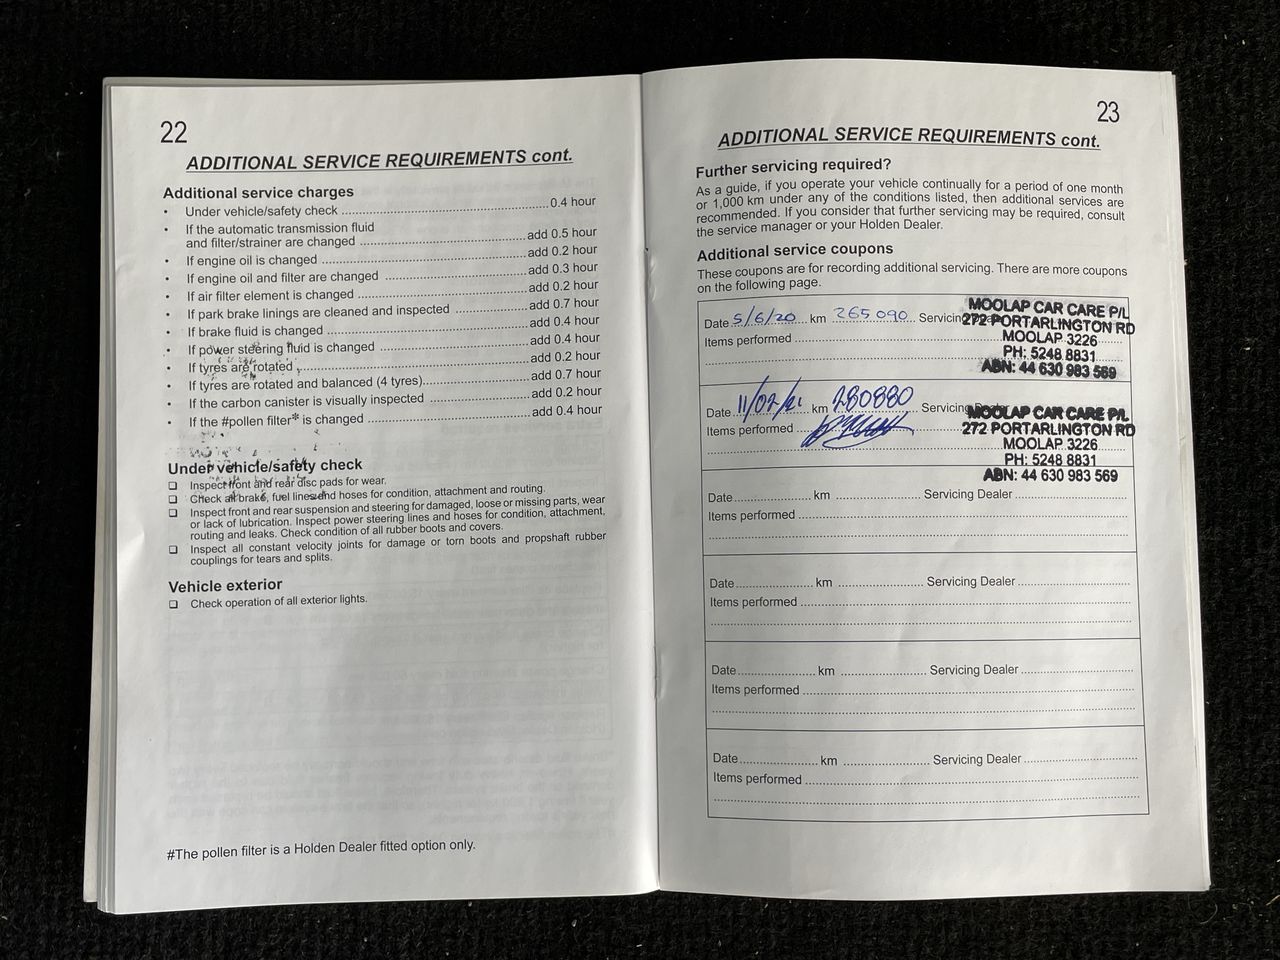 22
ADDITIONAL SERVICE REQUIREMENTS cont.
Additional service charges
• Under vehicle/safety check ........ 0.4 hour
• If the automatic transmission fluid
and filter/strainer are changed ........ add 0.5 hour
• If engine oil is changed ........ add 0.2 hour
• If engine oil and filter are changed ........ add 0.3 hour
• If air filter element is changed ........ add 0.2 hour
• If park brake linings are cleaned and inspected ........ add 0.7 hour
• If brake fluid is changed ........ add 0.4 hour
• If power steering fluid is changed ........ add 0.4 hour
• If tyres are rotated ........ add 0.2 hour
• If tyres are rotated and balanced (4 tyres) ........ add 0.7 hour
• If the carbon canister is visually inspected ........ add 0.2 hour
• If the #pollen filter* is changed ........ add 0.4 hour
Under vehicle/safety check
❑ Inspect front and rear disc pads for wear.
❑ Check all brake, fuel lines and hoses for condition, attachment and routing.
❑ Inspect front and rear suspension and steering for damaged, loose or missing parts, wear
or lack of lubrication. Inspect power steering lines and hoses for condition, attachment,
routing and leaks. Check condition of all rubber boots and covers.
❑ Inspect all constant velocity joints for damage or torn boots and propshaft rubber
couplings for tears and splits.
Vehicle exterior
❑ Check operation of all exterior lights.
#The pollen filter is a Holden Dealer fitted option only.
23
ADDITIONAL SERVICE REQUIREMENTS cont.
Further servicing required?
As a guide, if you operate your vehicle continually for a period of one month
or 1,000 km under any of the conditions listed, then additional services are
recommended. If you consider that further servicing may be required, consult
the service manager or your Holden Dealer.
Additional service coupons
These coupons are for recording additional servicing. There are more coupons
on the following page.
Date 5/6/20 km 265 090 Servicing
Items performed
MOOLAP CAR CARE P/L
272 PORTARLINGTON RD
MOOLAP 3226
PH: 5248 8831
ABN: 44 630 983 569
Date 11/02/21 km 280880 Servicing Dealer
Items performed
MOOLAP CAR CARE P/L
272 PORTARLINGTON RD
MOOLAP 3226
PH: 5248 8831
ABN: 44 630 983 569
Date ........ km ........ Servicing Dealer ........
Items performed ........
Date ........ km ........ Servicing Dealer ........
Items performed ........
Date ........ km ........ Servicing Dealer ........
Items performed ........
Date ........ km ........ Servicing Dealer ........
Items performed ........